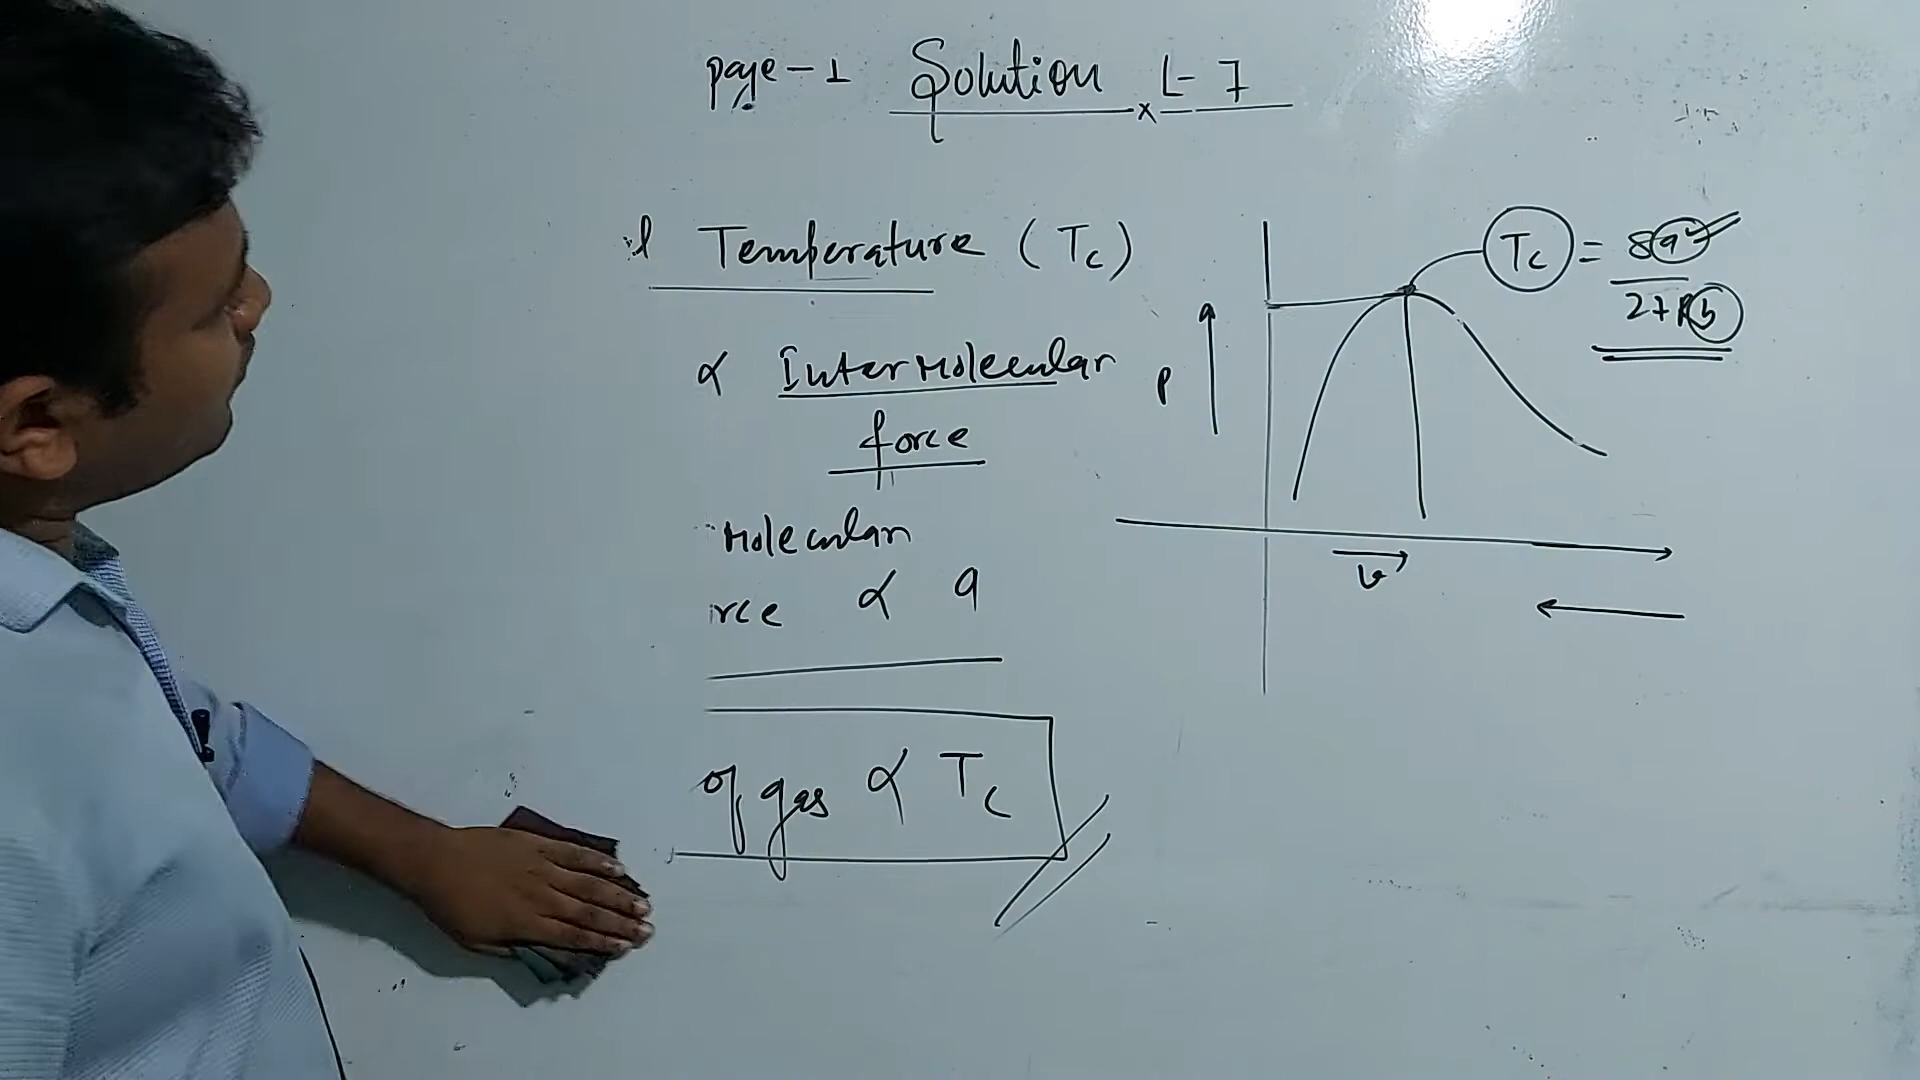 page - 1 Solution L- 7
l Temperature (Tc)
α Intermolecular
force
Molecular
rce α a
of gas α Tc
Tc = 8a
27Rb
P
v